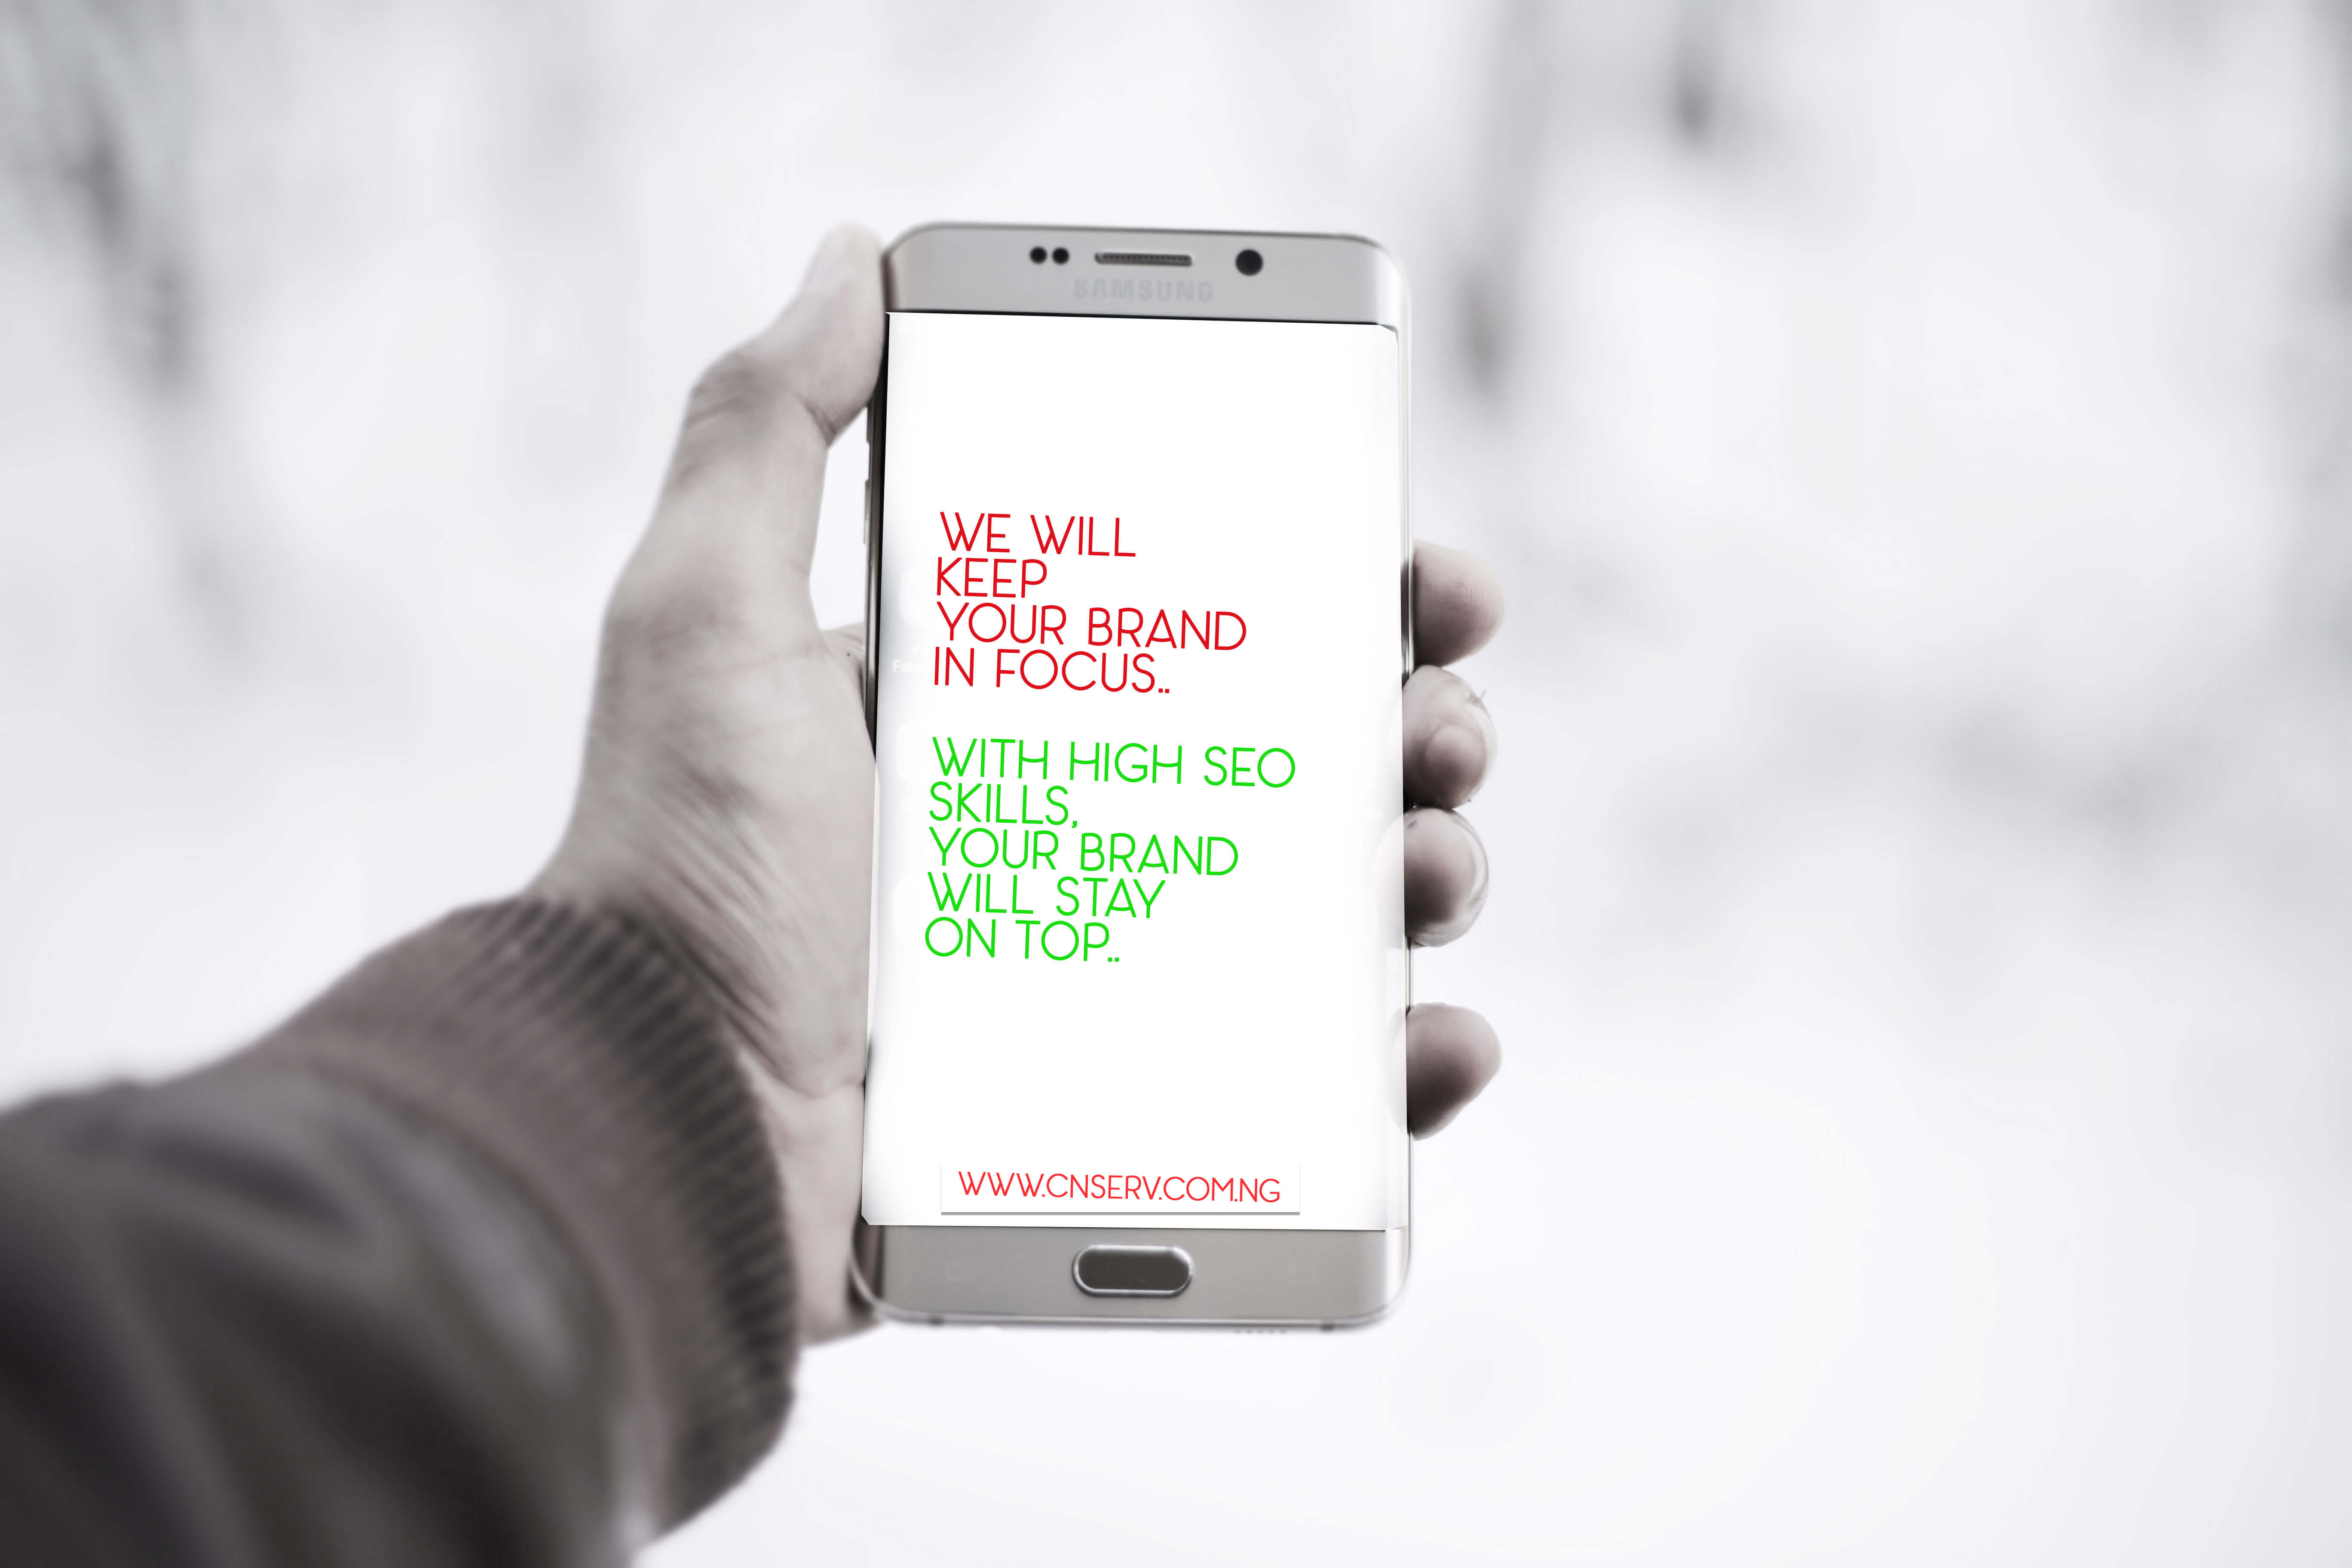 SAMSUNG
WE WILL
KEEP
YOUR BRAND
IN FOCUS..
WITH HIGH SEO
SKILLS,
YOUR BRAND
WILL STAY
ON TOP..
WWW.CNSERV.COM.NG